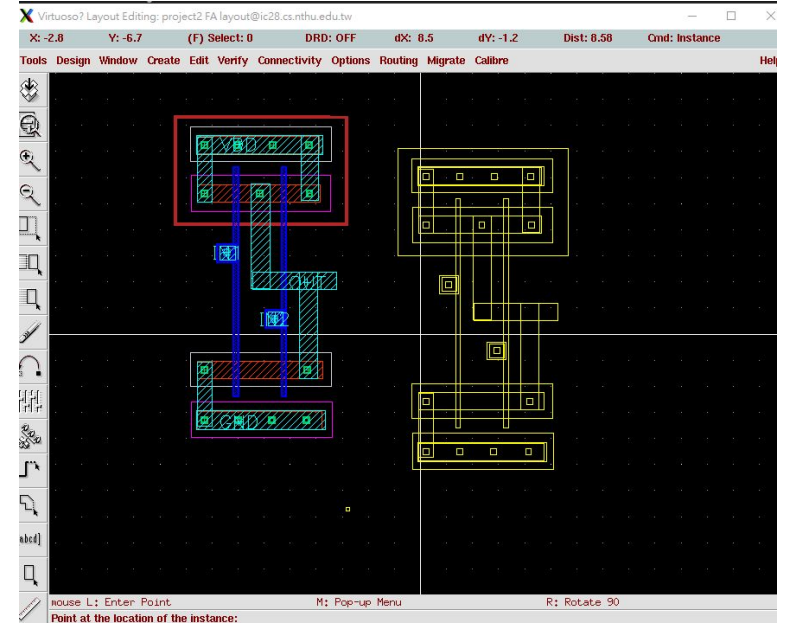 Virtuoso? Layout Editing: project2 FA layout@ic28.cs.nthu.edu.tw
X: -2.8 Y: -6.7 (F) Select: 0 DRD: OFF dX: 8.5 dY: -1.2 Dist: 8.58 Cmd: Instance
Tools Design Window Create Edit Verify Connectivity Options Routing Migrate Calibre Help
VDD
OUT
IN2
GND
abcd]
mouse L: Enter Point M: Pop-up Menu R: Rotate 90
Point at the location of the instance: